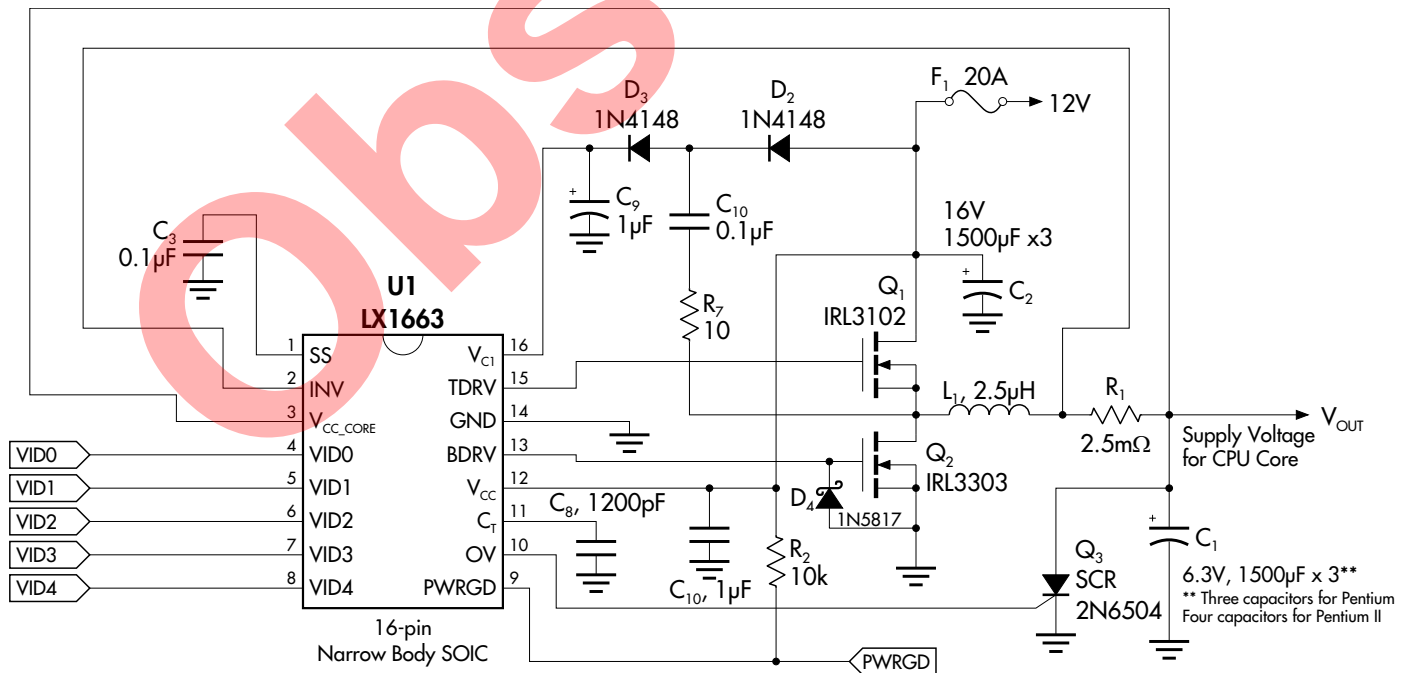 Obs
F₁ 20A
12V
D₃
1N4148
D₂
1N4148
+
C₉
1µF
C₁₀
0.1µF
16V
1500µF x3
+
C₂
C₃
0.1µF
R₇
10
Q₁
IRL3102
U1
LX1663
1 SS
2 INV
3 V_CC_CORE
4 VID0
5 VID1
6 VID2
7 VID3
8 VID4
V_C1 16
TDRV 15
GND 14
BDRV 13
V_CC 12
C_T 11
OV 10
PWRGD 9
VID0
VID1
VID2
VID3
VID4
16-pin
Narrow Body SOIC
L₁, 2.5µH
R₁
2.5mΩ
V_OUT
Supply Voltage
for CPU Core
Q₂
IRL3303
D₄
1N5817
C₈, 1200pF
C₁₀, 1µF
R₂
10k
Q₃
SCR
2N6504
+
C₁
6.3V, 1500µF x 3**
** Three capacitors for Pentium
Four capacitors for Pentium II
PWRGD